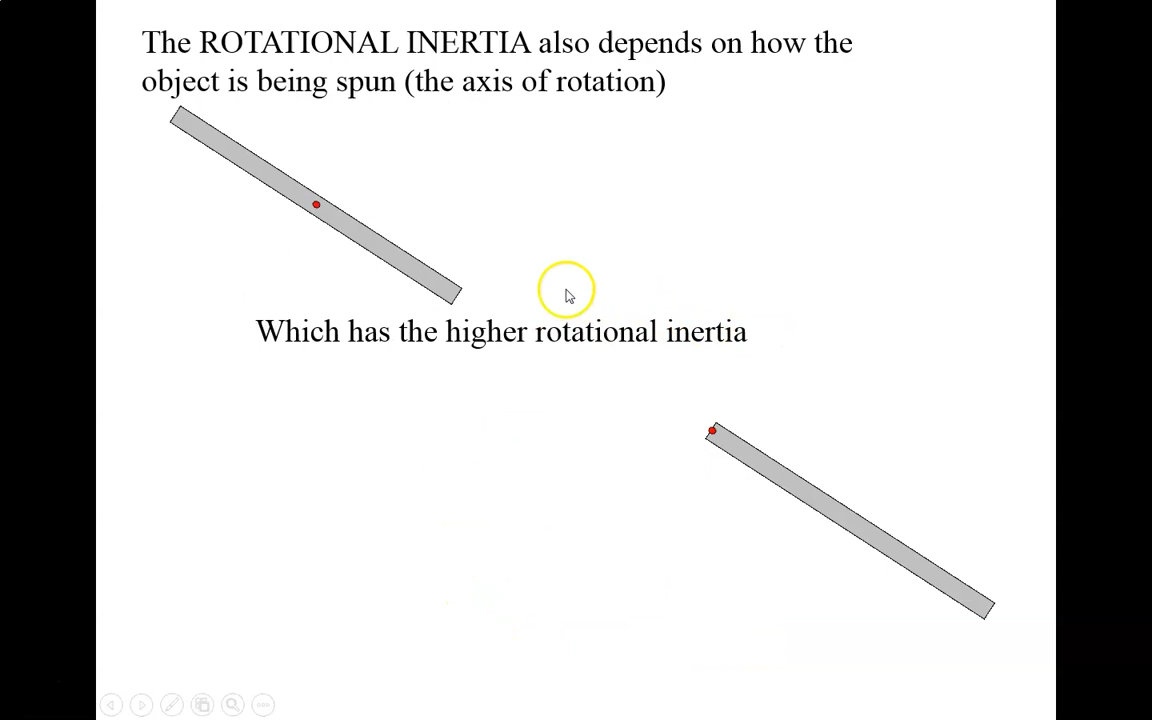 The ROTATIONAL INERTIA also depends on how the
object is being spun (the axis of rotation)
Which has the higher rotational inertia